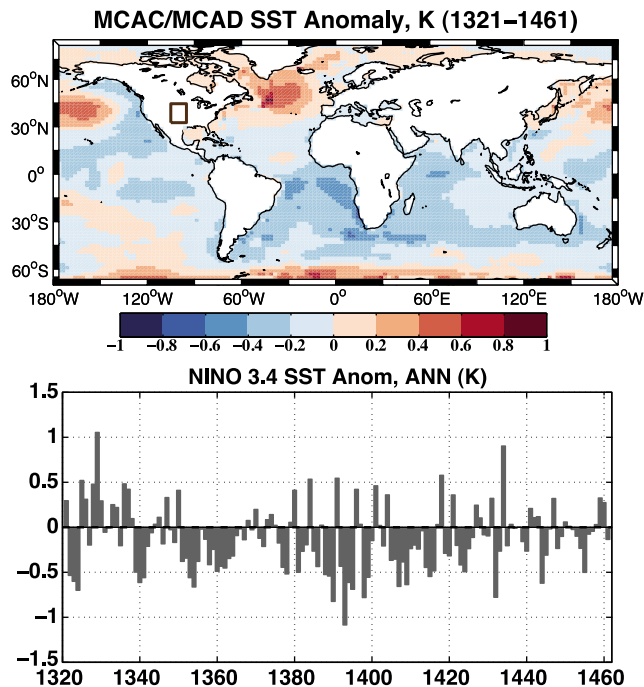 MCAC/MCAD SST Anomaly, K (1321–1461)
60°N
30°N
0°
30°S
60°S
180°W 120°W 60°W 0° 60°E 120°E 180°W
−1 −0.8 −0.6 −0.4 −0.2 0 0.2 0.4 0.6 0.8 1
NINO 3.4 SST Anom, ANN (K)
1.5
1
0.5
0
−0.5
−1
−1.5
1320 1340 1360 1380 1400 1420 1440 1460